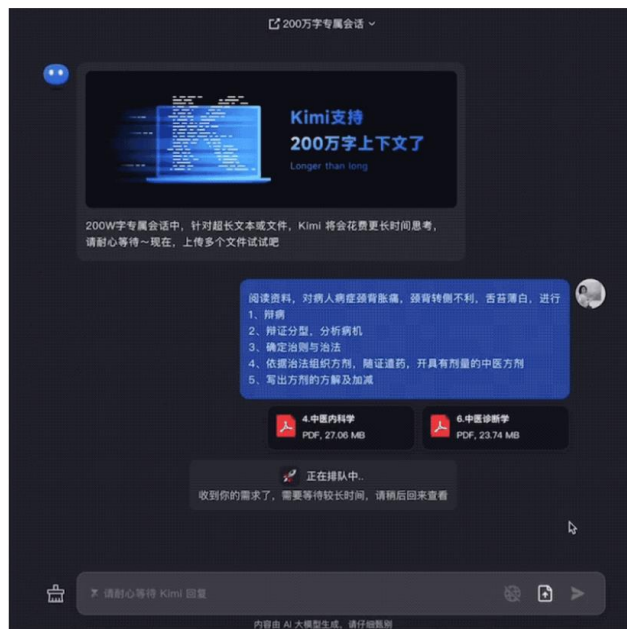 200万字专属会话
Kimi支持
200万字上下文了
Longer than long
200W字专属会话中，针对超长文本或文件，Kimi 将会花费更长时间思考，
请耐心等待～现在，上传多个文件试试吧
阅读资料，对病人病症颈背胀痛，颈背转侧不利，舌苔薄白，进行
1、辨病
2、辩证分型，分析病机
3、确定治则与治法
4、依据治法组织方剂，随证遣药，开具有剂量的中医方剂
5、写出方剂的方解及加减
4.中医内科学
PDF, 27.06 MB
6.中医诊断学
PDF, 23.74 MB
正在排队中..
收到你的需求了，需要等待较长时间，请稍后回来查看
请耐心等待 Kimi 回复
内容由 AI 大模型生成，请仔细甄别